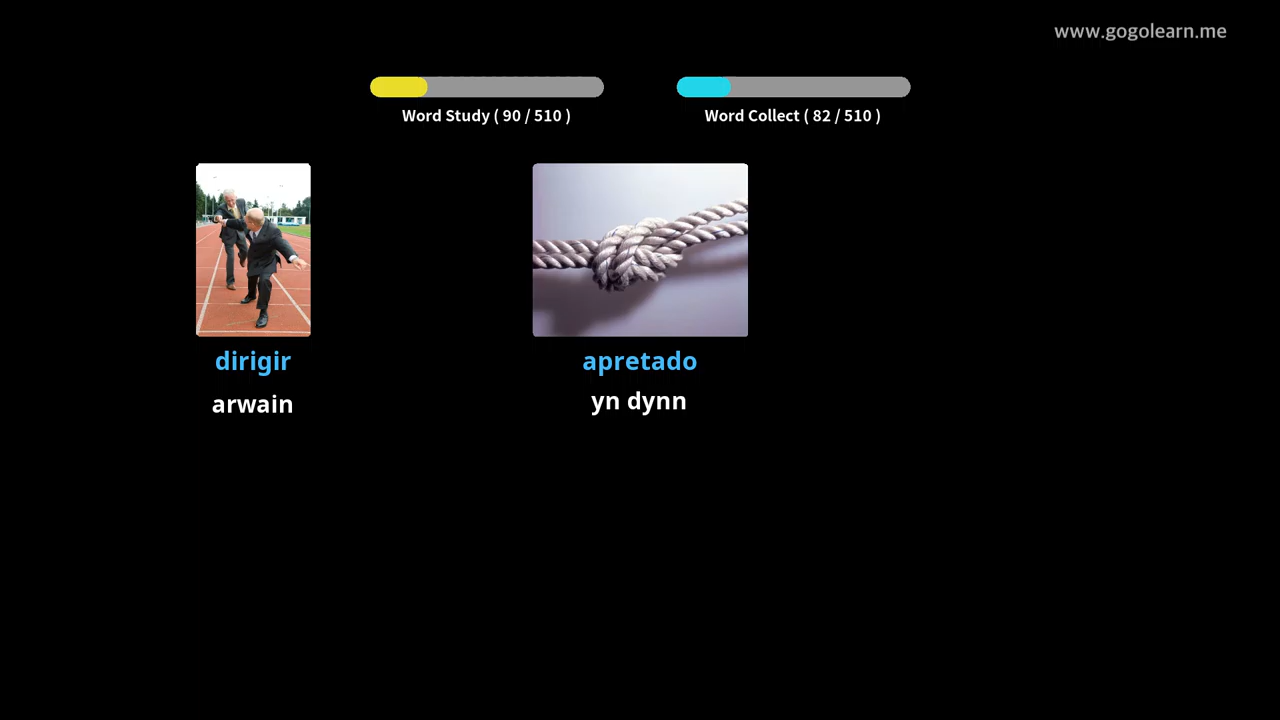 www.gogolearn.me
Word Study ( 90 / 510 )
Word Collect ( 82 / 510 )
dirigir
arwain
apretado
yn dynn